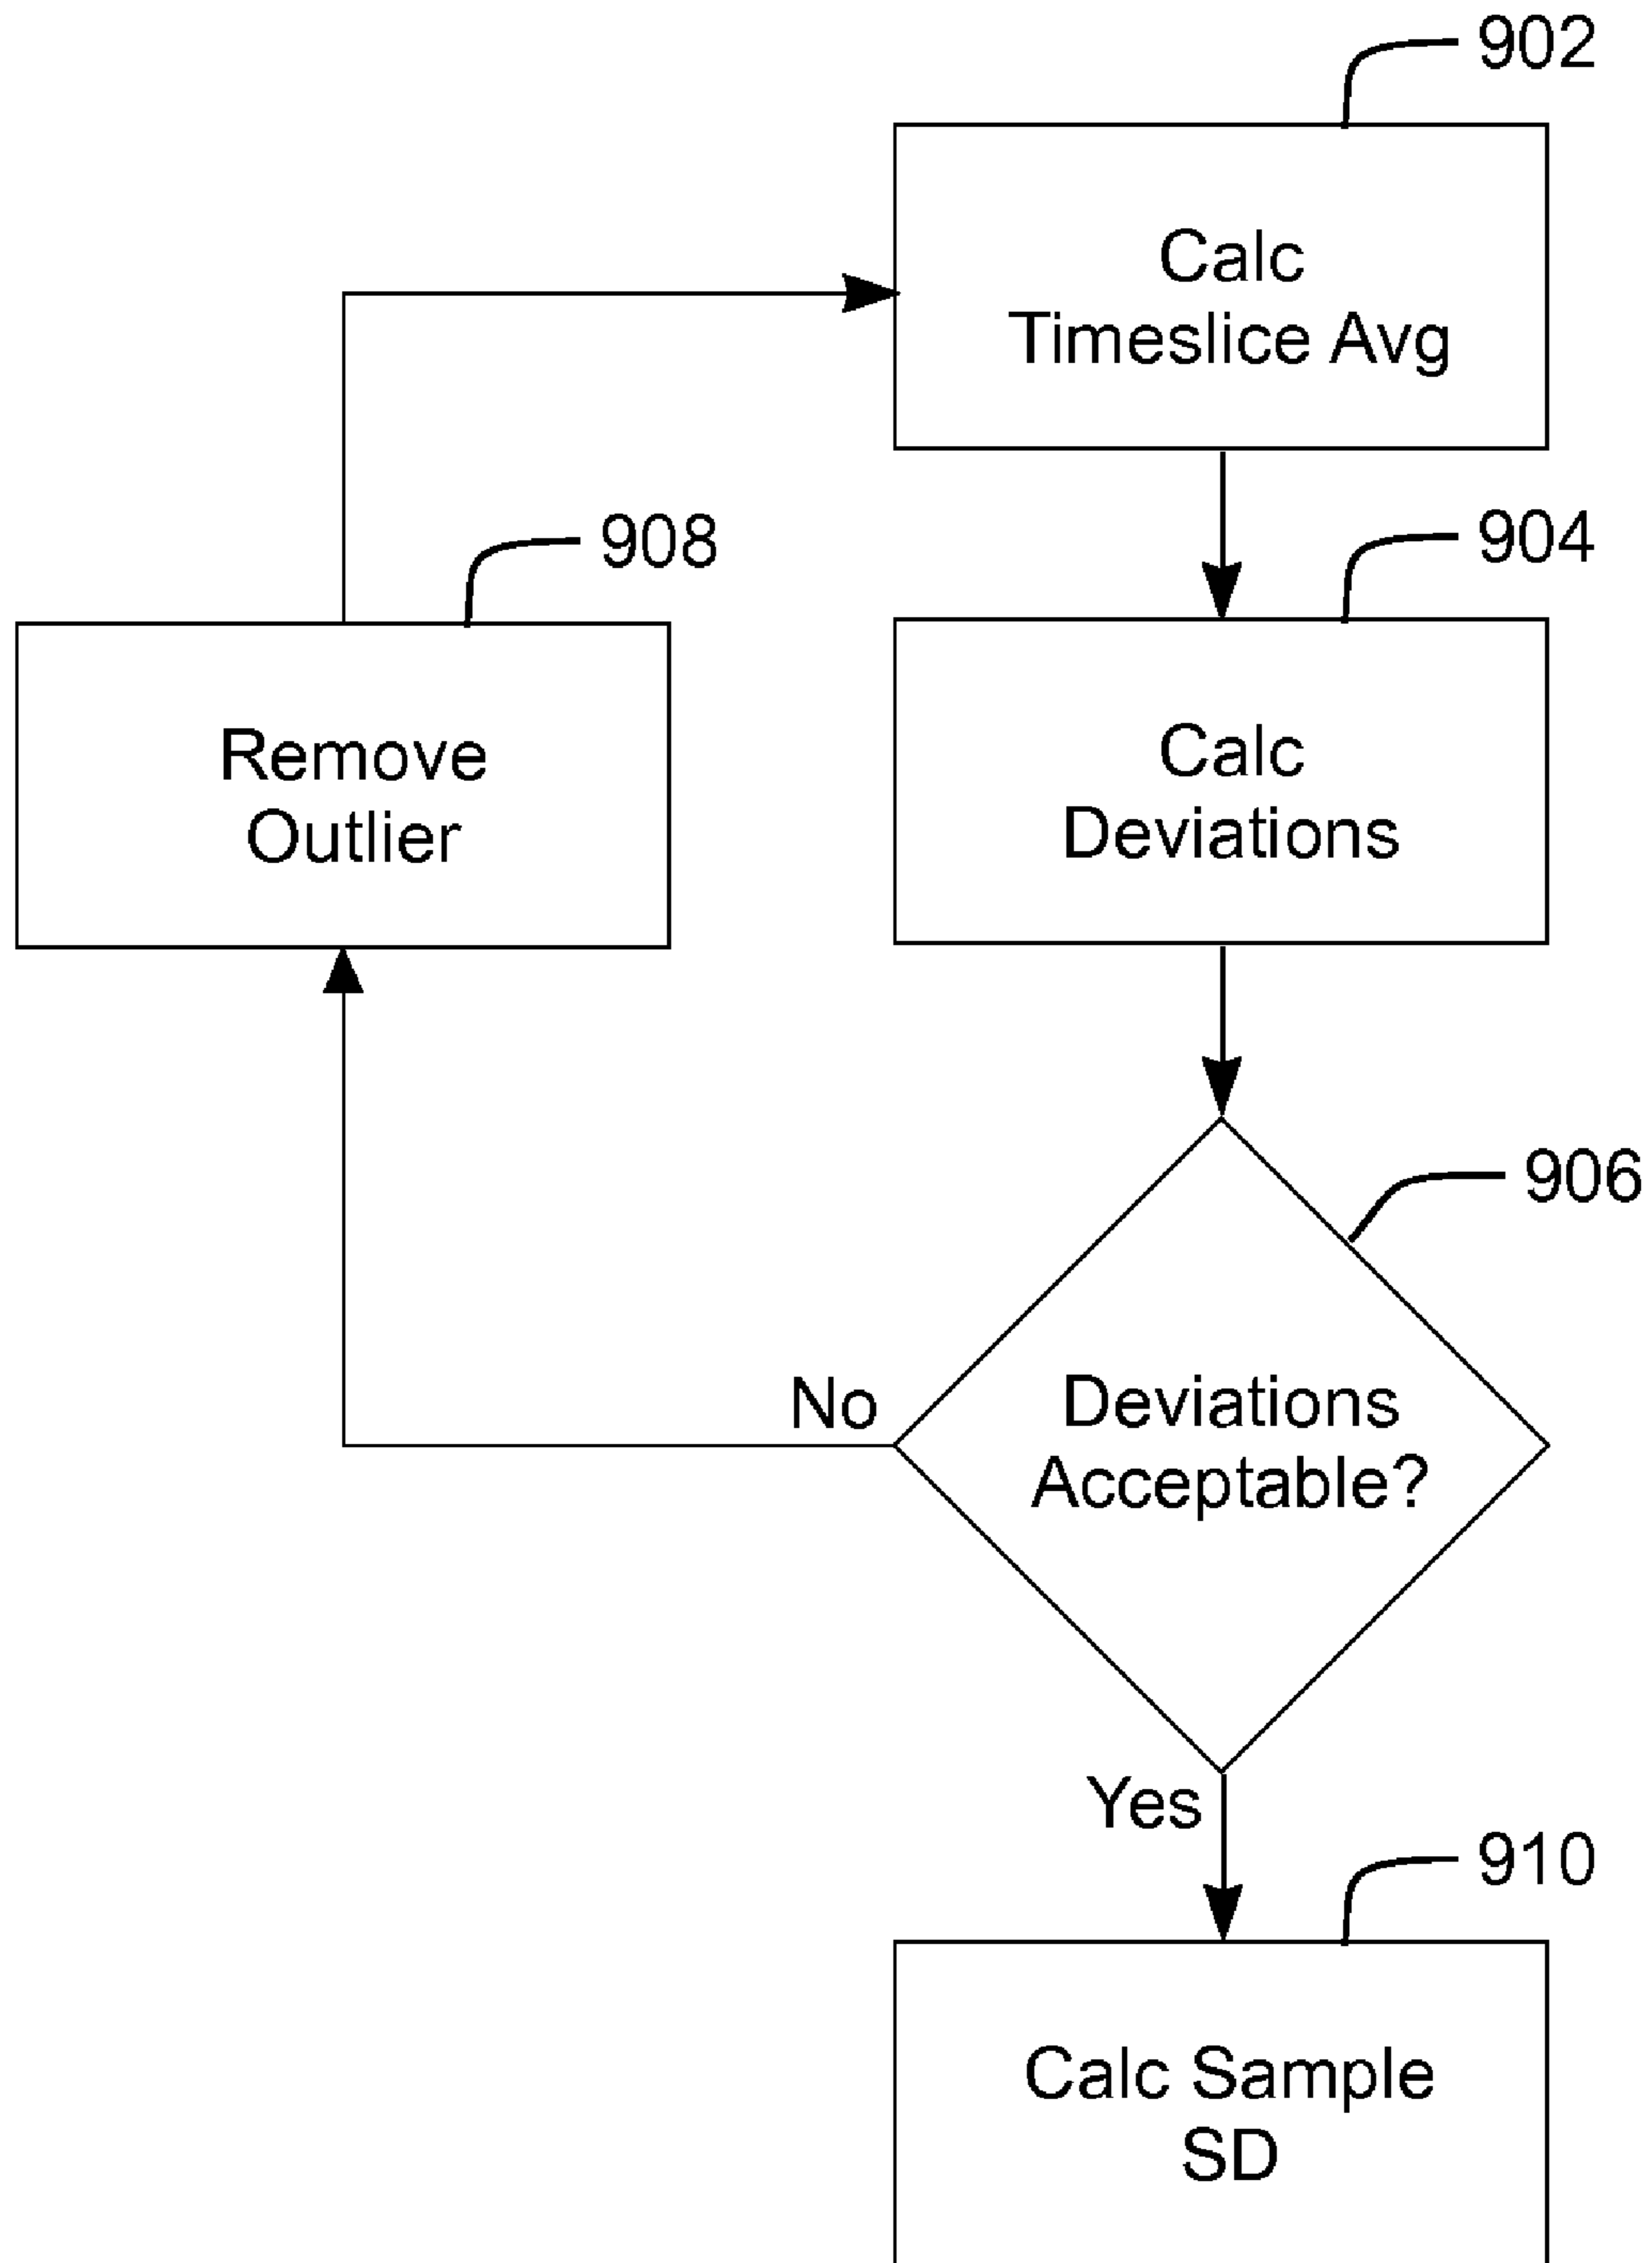 902
Calc
Timeslice Avg
908
904
Remove
Outlier
Calc
Deviations
906
No
Deviations
Acceptable?
Yes
910
Calc Sample
SD